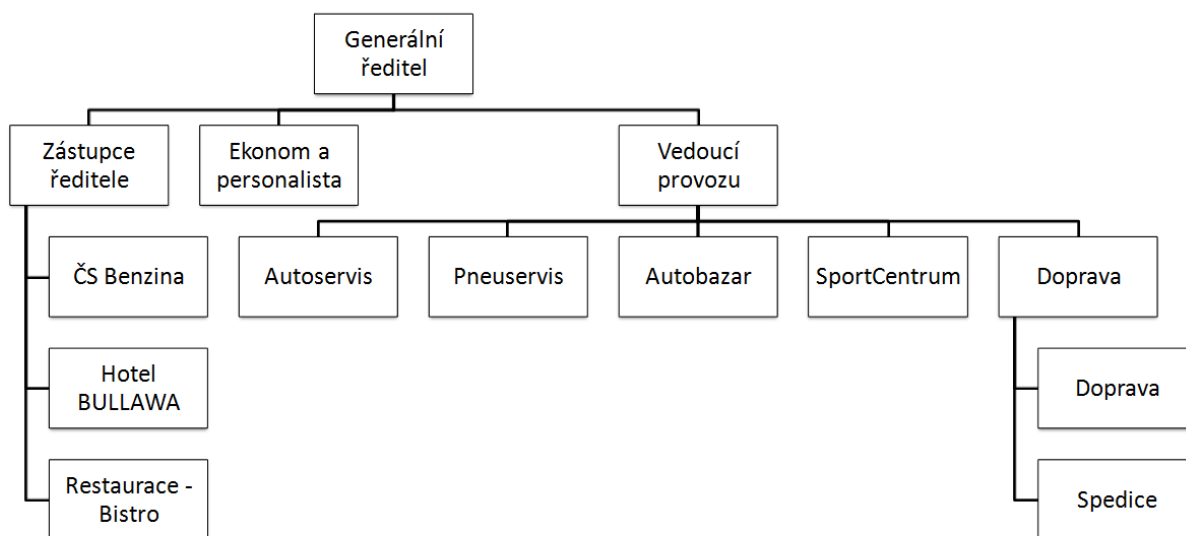 Generální
ředitel
Zástupce
ředitele
Ekonom a
personalista
Vedoucí
provozu
ČS Benzina
Autoservis
Pneuservis
Autobazar
SportCentrum
Doprava
Hotel
BULLAWA
Doprava
Restaurace -
Bistro
Spedice